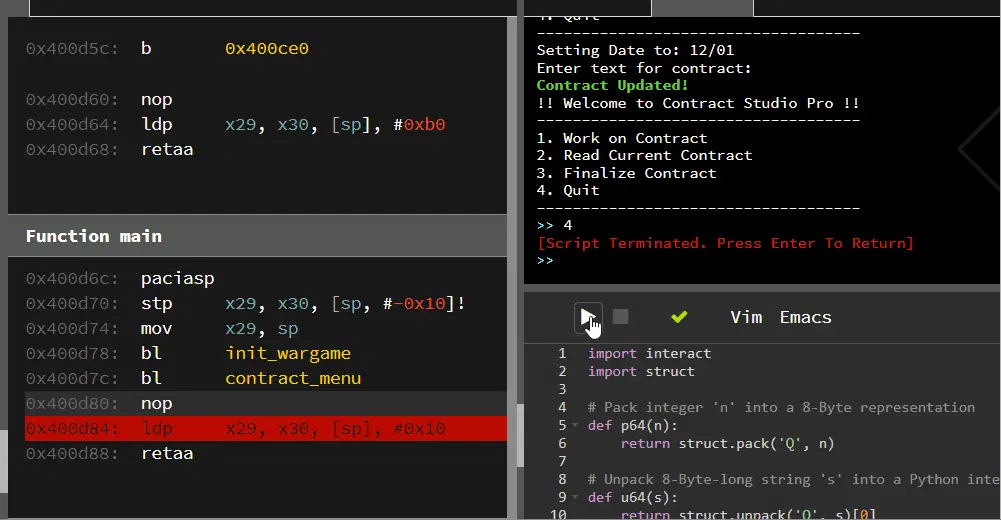 0x400d5c: b 0x400ce0
0x400d60: nop
0x400d64: ldp x29, x30, [sp], #0xb0
0x400d68: retaa
Function main
0x400d6c: paciasp
0x400d70: stp x29, x30, [sp, #-0x10]!
0x400d74: mov x29, sp
0x400d78: bl init_wargame
0x400d7c: bl contract_menu
0x400d80: nop
0x400d84: ldp x29, x30, [sp], #0x10
0x400d88: retaa
4. Quit
------------------------------------
Setting Date to: 12/01
Enter text for contract:
Contract Updated!
!! Welcome to Contract Studio Pro !!
------------------------------------
1. Work on Contract
2. Read Current Contract
3. Finalize Contract
4. Quit
------------------------------------
>> 4
[Script Terminated. Press Enter To Return]
>>
Vim Emacs
1 import interact
2 import struct
3
4 # Pack integer 'n' into a 8-Byte representation
5 def p64(n):
6 return struct.pack('Q', n)
7
8 # Unpack 8-Byte-long string 's' into a Python inte
9 def u64(s):
10 return struct.unpack('Q', s)[0]